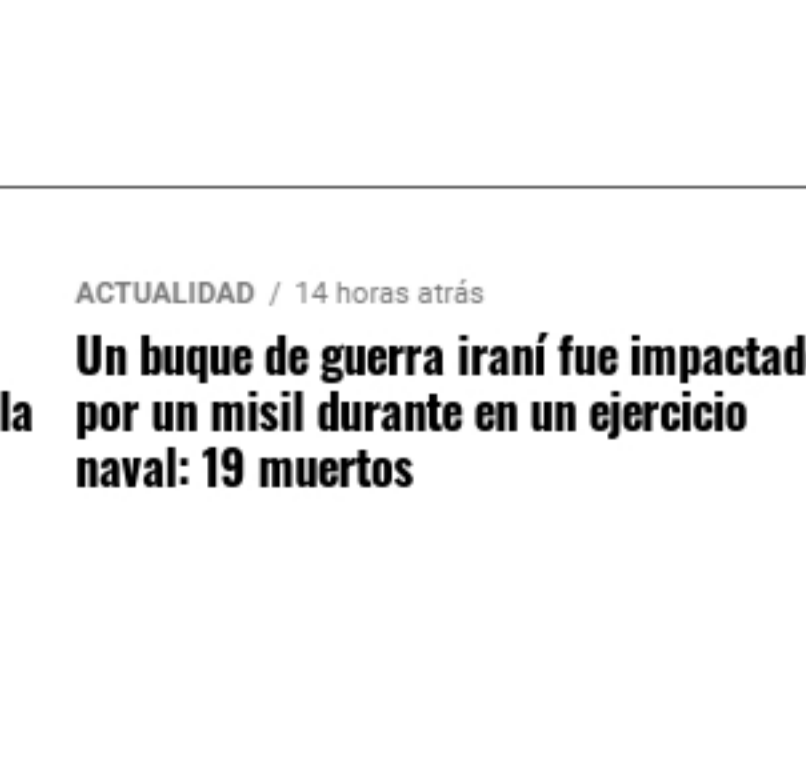 ACTUALIDAD / 14 horas atrás
Un buque de guerra iraní fue impactad
la
por un misil durante en un ejercicio
naval: 19 muertos